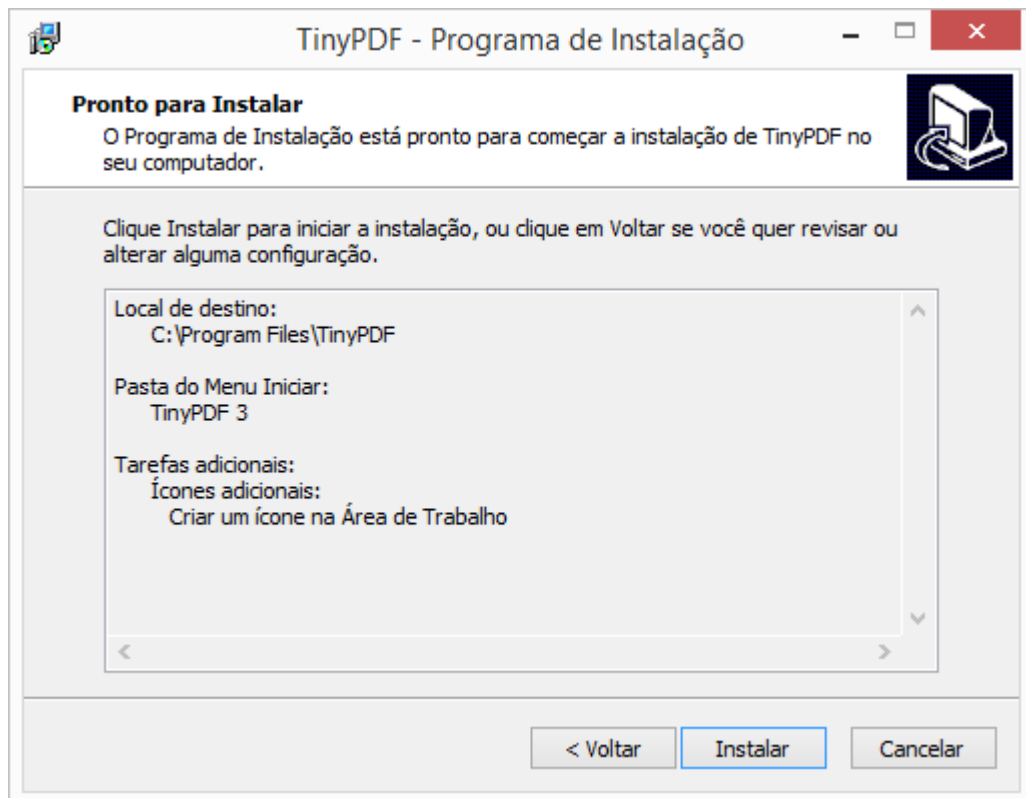 TinyPDF - Programa de Instalação
Pronto para Instalar
O Programa de Instalação está pronto para começar a instalação de TinyPDF no
seu computador.
Clique Instalar para iniciar a instalação, ou clique em Voltar se você quer revisar ou
alterar alguma configuração.
Local de destino:
C:\Program Files\TinyPDF
Pasta do Menu Iniciar:
TinyPDF 3
Tarefas adicionais:
Ícones adicionais:
Criar um ícone na Área de Trabalho
< Voltar
Instalar
Cancelar